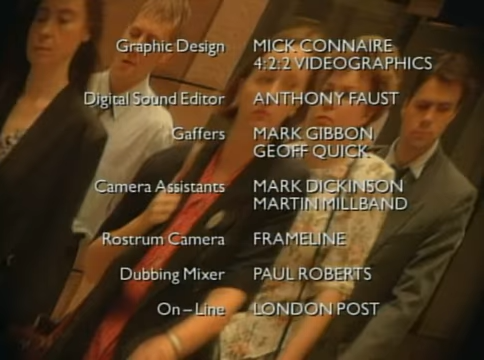 Graphic Design MICK CONNAIRE
4:2:2 VIDEOGRAPHICS
Digital Sound Editor ANTHONY FAUST
Gaffers MARK GIBBON
GEOFF QUICK
Camera Assistants MARK DICKINSON
MARTIN MILLBAND
Rostrum Camera FRAMELINE
Dubbing Mixer PAUL ROBERTS
On–Line LONDON POST